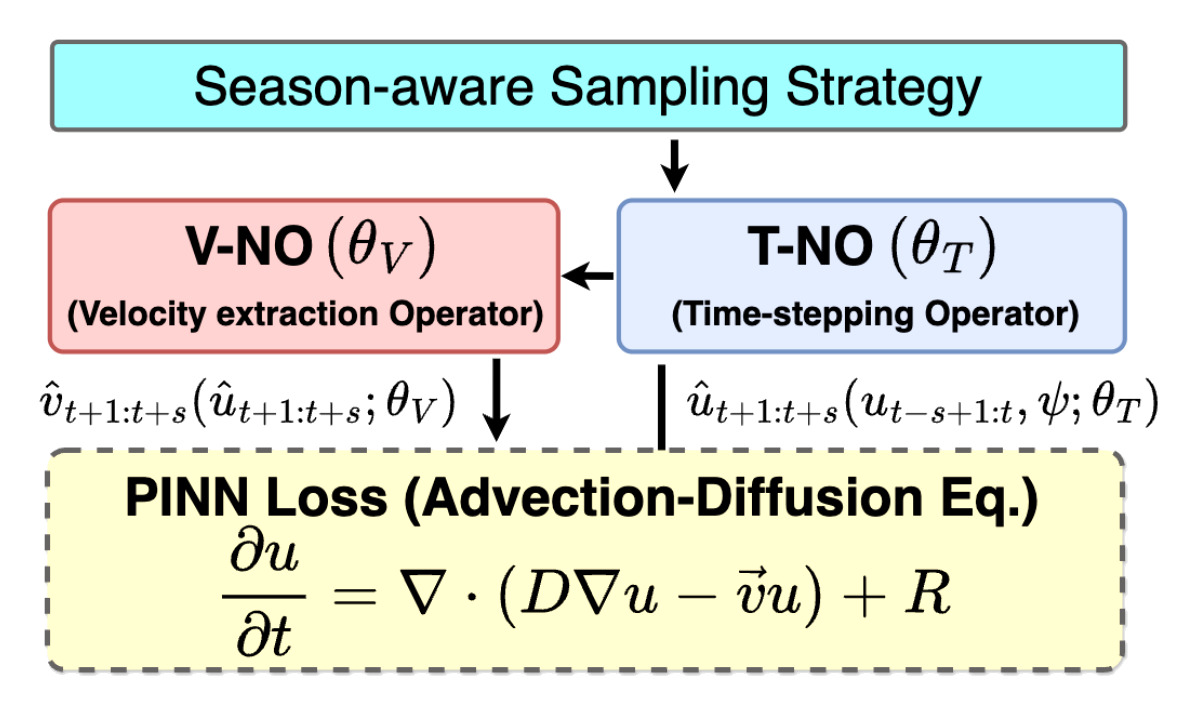 Season-aware Sampling Strategy
V-NO (θ_V)
(Velocity extraction Operator)
T-NO (θ_T)
(Time-stepping Operator)
v̂_{t+1:t+s}(û_{t+1:t+s}; θ_V)
û_{t+1:t+s}(u_{t-s+1:t}, ψ; θ_T)
PINN Loss (Advection-Diffusion Eq.)
∂u/∂t = ∇ · (D∇u − v⃗u) + R